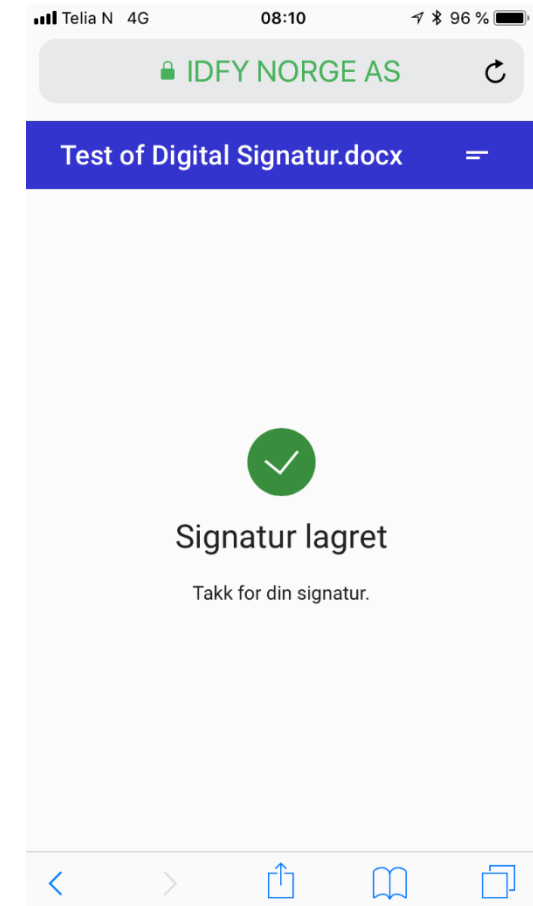 Telia N 4G 08:10 96 %
IDFY NORGE AS
Test of Digital Signatur.docx
Signatur lagret
Takk for din signatur.